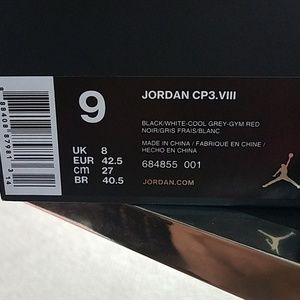 9
JORDAN CP3.VIII
BLACK/WHITE-COOL GREY-GYM RED
NOIR/GRIS FRAIS/BLANC
MADE IN CHINA / FABRIQUE EN CHINE /
HECHO EN CHINA
UK 8
EUR 42.5
cm 27
BR 40.5
684855 001
JORDAN.COM